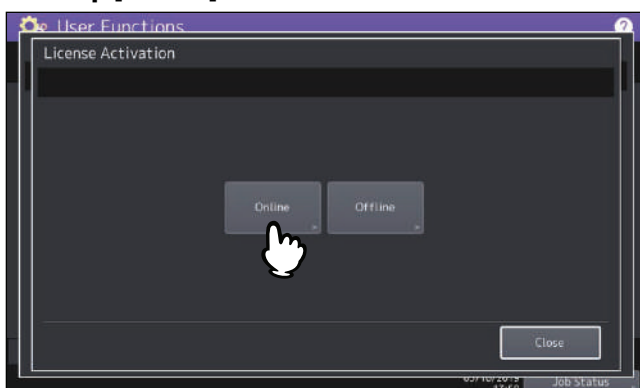 User Functions
?
License Activation
Online
Offline
Close
Job Status